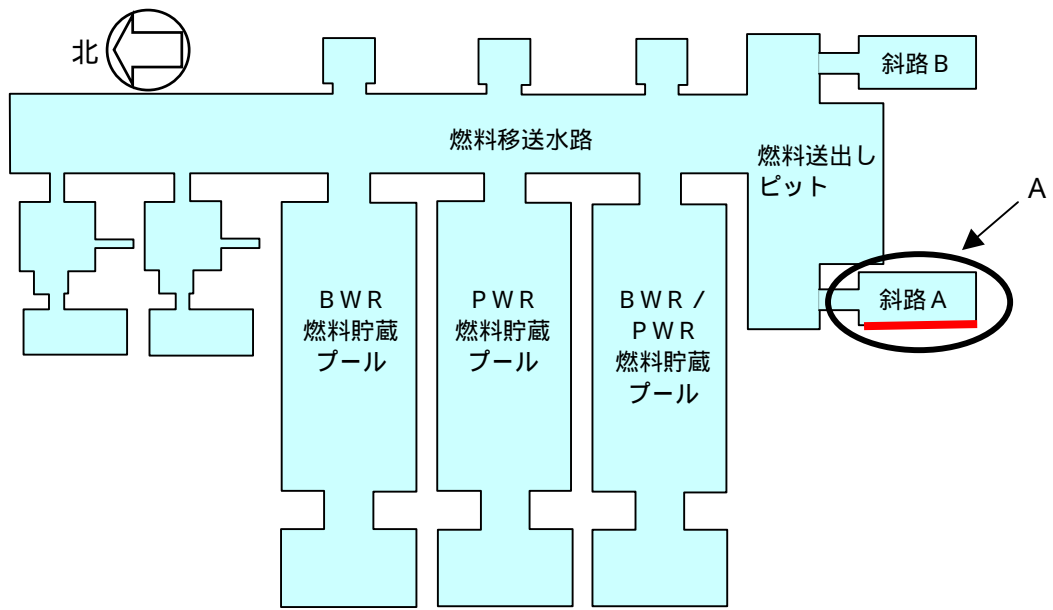 北
斜路Ｂ
燃料移送水路
燃料送出し
ピット
A
斜路Ａ
ＢＷＲ
燃料貯蔵
プール
ＰＷＲ
燃料貯蔵
プール
ＢＷＲ／
ＰＷＲ
燃料貯蔵
プール